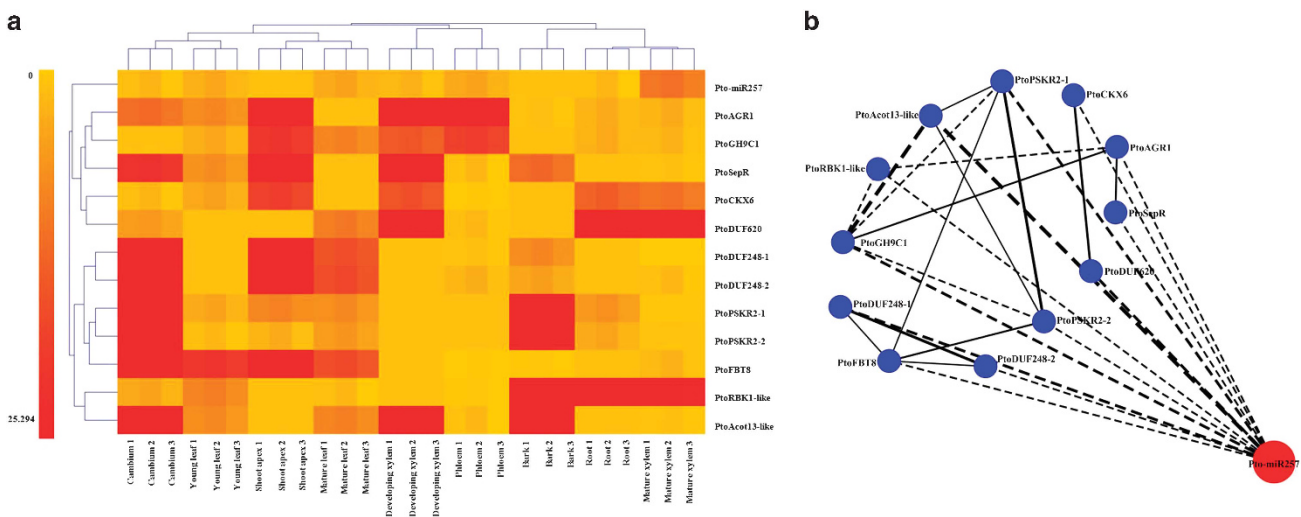 a
0
25.294
Pto-miR257
PtoAGR1
PtoGH9C1
PtoSepR
PtoCKX6
PtoDUF620
PtoDUF248-1
PtoDUF248-2
PtoPSKR2-1
PtoPSKR2-2
PtoFBT8
PtoRBK1-like
PtoAcot13-like
Cambium 1
Cambium 2
Cambium 3
Young leaf 1
Young leaf 2
Young leaf 3
Shoot apex 1
Shoot apex 2
Shoot apex 3
Mature leaf 1
Mature leaf 2
Mature leaf 3
Developing xylem 1
Developing xylem 2
Developing xylem 3
Phloem 1
Phloem 2
Phloem 3
Bark 1
Bark 2
Bark 3
Root 1
Root 2
Root 3
Mature xylem 1
Mature xylem 2
Mature xylem 3
b
PtoPSKR2-1
PtoCKX6
PtoAcot13-like
PtoAGR1
PtoRBK1-like
PtoSepR
PtoGH9C1
PtoDUF620
PtoDUF248-1
PtoPSKR2-2
PtoFBT8
PtoDUF248-2
Pto-miR257